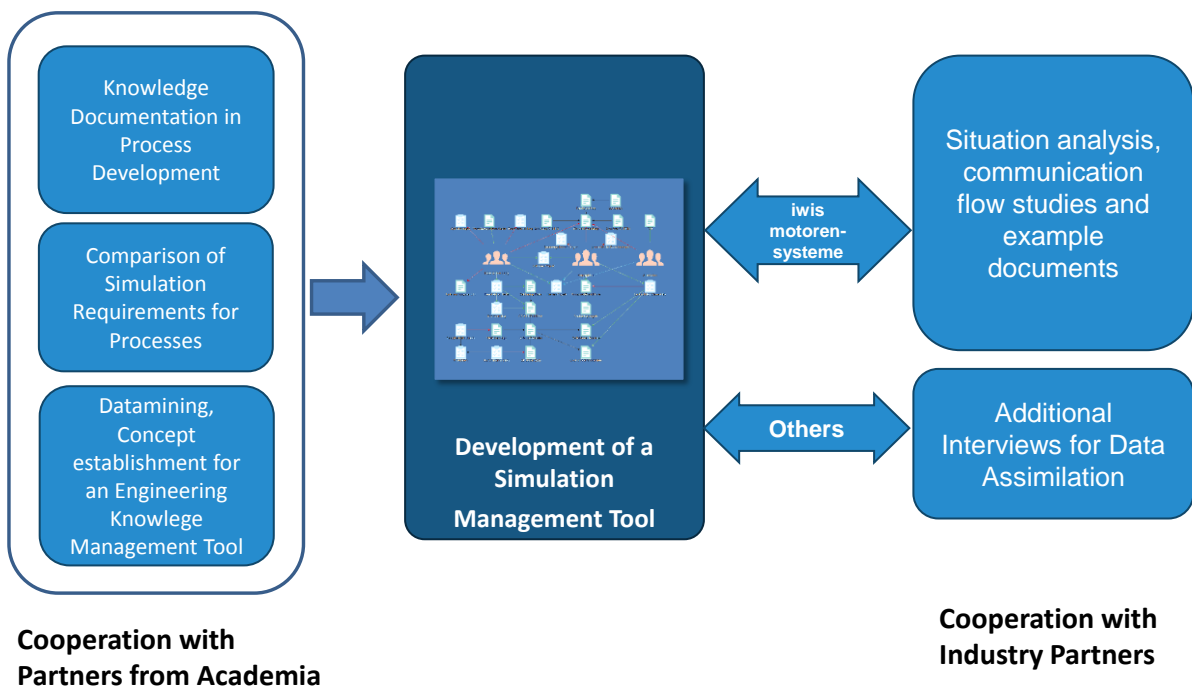 Knowledge
Documentation in
Process
Development
Comparison of
Simulation
Requirements for
Processes
Datamining,
Concept
establishment for
an Engineering
Knowlege
Management Tool
Cooperation with
Partners from Academia
Development of a
Simulation
Management Tool
iwis
motoren-
systeme
Others
Situation analysis,
communication
flow studies and
example
documents
Additional
Interviews for Data
Assimilation
Cooperation with
Industry Partners